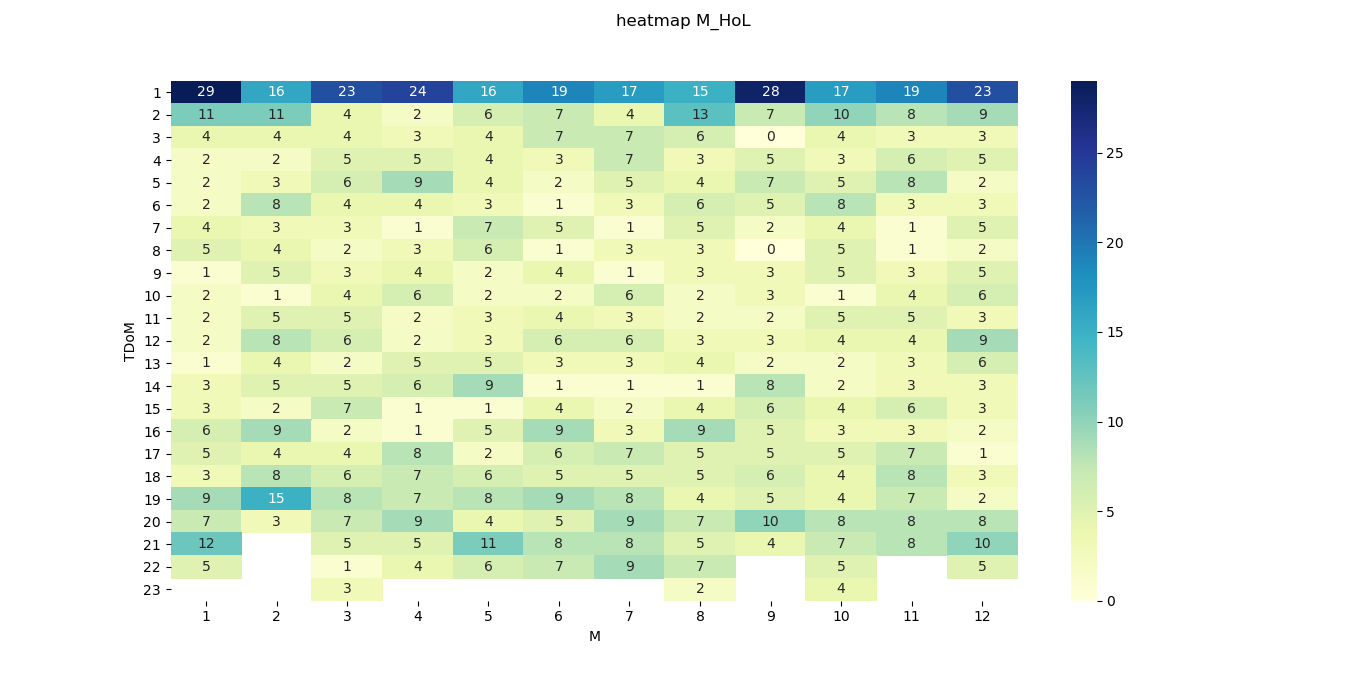 heatmap M_HoL
1 29 16 23 24 16 19 17 15 28 17 19 23
2 11 11 4 2 6 7 4 13 7 10 8 9
3 4 4 4 3 4 7 7 6 0 4 3 3
4 2 2 5 5 4 3 7 3 5 3 6 5
5 2 3 6 9 4 2 5 4 7 5 8 2
6 2 8 4 4 3 1 3 6 5 8 3 3
7 4 3 3 1 7 5 1 5 2 4 1 5
8 5 4 2 3 6 1 3 3 0 5 1 2
9 1 5 3 4 2 4 1 3 3 5 3 5
10 2 1 4 6 2 2 6 2 3 1 4 6
11 2 5 5 2 3 4 3 2 2 5 5 3
12 2 8 6 2 3 6 6 3 3 4 4 9
13 1 4 2 5 5 3 3 4 2 2 3 6
14 3 5 5 6 9 1 1 1 8 2 3 3
15 3 2 7 1 1 4 2 4 6 4 6 3
16 6 9 2 1 5 9 3 9 5 3 3 2
17 5 4 4 8 2 6 7 5 5 5 7 1
18 3 8 6 7 6 5 5 5 6 4 8 3
19 9 15 8 7 8 9 8 4 5 4 7 2
20 7 3 7 9 4 5 9 7 10 8 8 8
21 12 5 5 11 8 8 5 4 7 8 10
22 5 1 4 6 7 9 7 5 5
23 3 2 4
1 2 3 4 5 6 7 8 9 10 11 12
M
TDoM
25
20
15
10
5
0